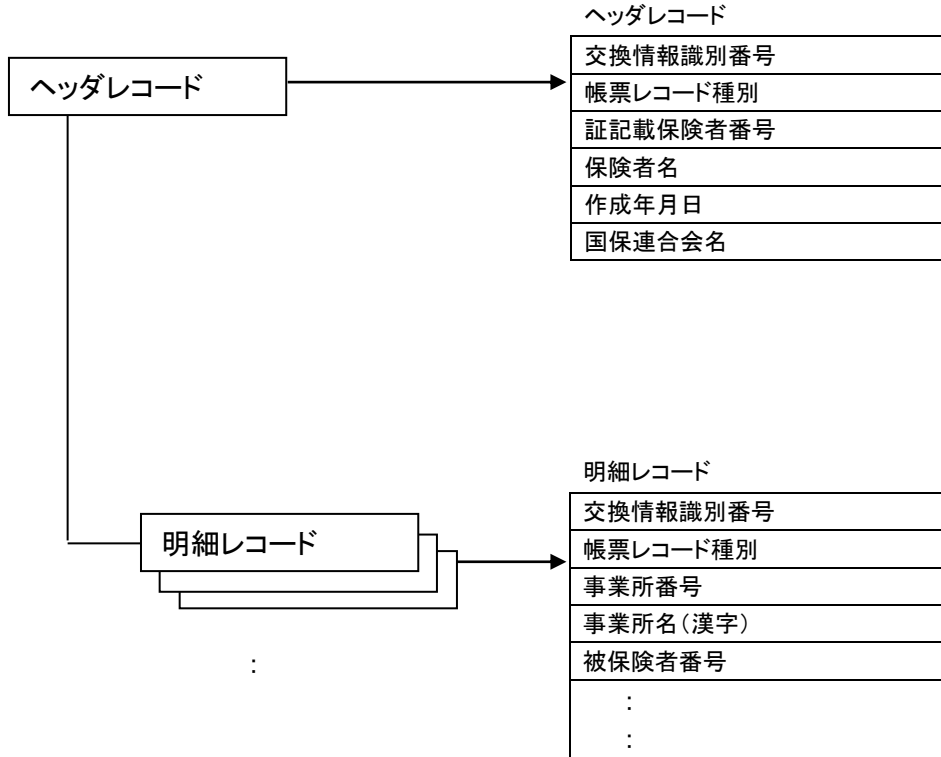 ヘッダレコード
ヘッダレコード
交換情報識別番号
帳票レコード種別
証記載保険者番号
保険者名
作成年月日
国保連合会名
明細レコード
:
明細レコード
交換情報識別番号
帳票レコード種別
事業所番号
事業所名(漢字)
被保険者番号
:
: